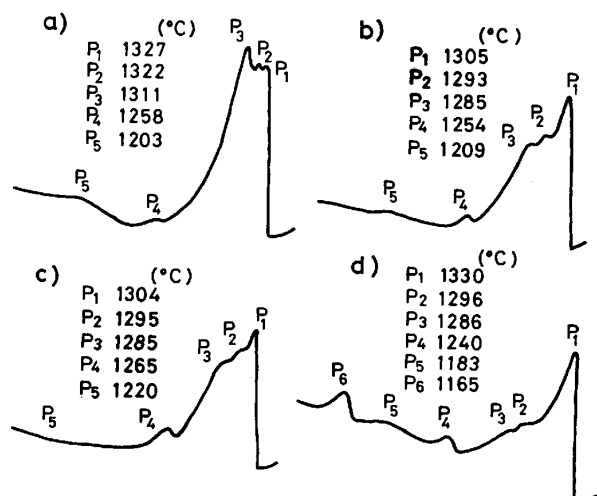 a)
(°C)
P1 1327
P2 1322
P3 1311
P4 1258
P5 1203
P3
P2
P1
P5
P4
b)
(°C)
P1 1305
P2 1293
P3 1285
P4 1254
P5 1209
P1
P2
P3
P5
P4
c)
(°C)
P1 1304
P2 1295
P3 1285
P4 1265
P5 1220
P1
P2
P3
P5
P4
d)
(°C)
P1 1330
P2 1296
P3 1286
P4 1240
P5 1183
P6 1165
P1
P6
P5
P4
P3
P2